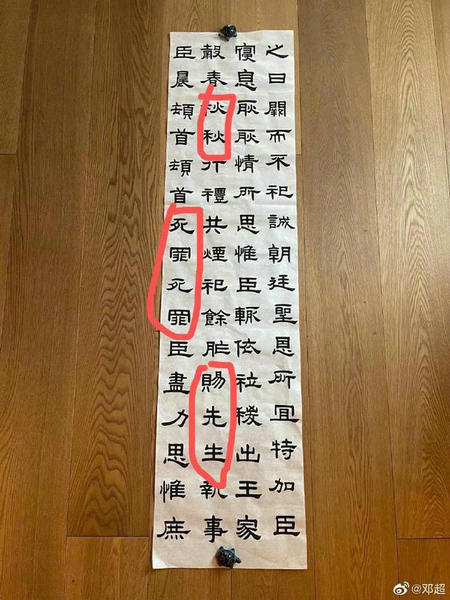 之日闕而不祀誠朝廷聖恩所宜特加臣
寑息耿耿情所思惟臣輒依社稷出王家
穀春秋秋行禮共煙祀餘胙賜先生執事
臣晨頓首頓首死罪死罪臣盡力思惟庶
@邓超